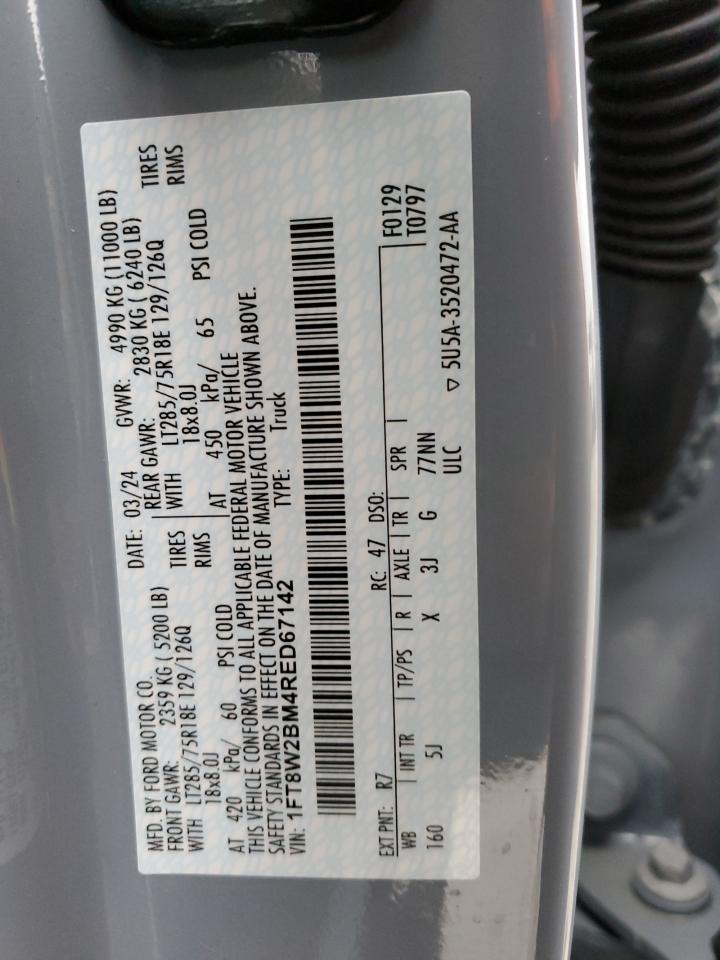 MFD. BY FORD MOTOR CO. DATE: 03/24 GVWR: 4990 KG (11000 LB)
FRONT GAWR: 2359 KG ( 5200 LB) REAR GAWR: 2830 KG ( 6240 LB)
WITH LT285/75R18E 129/126Q TIRES WITH LT285/75R18E 129/126Q TIRES
18x8.0J RIMS 18x8.0J RIMS
AT 420 kPa/ 60 PSI COLD AT 450 kPa/ 65 PSI COLD
THIS VEHICLE CONFORMS TO ALL APPLICABLE FEDERAL MOTOR VEHICLE
SAFETY STANDARDS IN EFFECT ON THE DATE OF MANUFACTURE SHOWN ABOVE.
VIN: 1FT8W2BM4RED67142 TYPE: Truck
EXT PNT: R7 RC: 47 DSO: F0129
WB INT TR TP/PS R AXLE TR SPR T0797
160 5J X 3J G 77NN
ULC ▽ 5U5A-3520472-AA